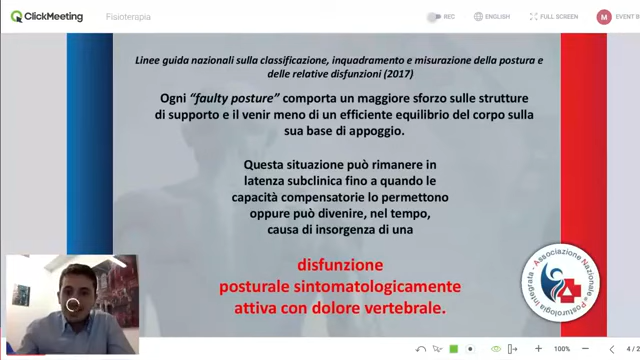 ClickMeeting
Fisioterapia
REC
ENGLISH
FULL SCREEN
M
EVENT B
Linee guida nazionali sulla classificazione, inquadramento e misurazione della postura e
delle relative disfunzioni (2017)
Ogni “faulty posture” comporta un maggiore sforzo sulle strutture
di supporto e il venir meno di un efficiente equilibrio del corpo sulla
sua base di appoggio.
Questa situazione può rimanere in
latenza subclinica fino a quando le
capacità compensatorie lo permettono
oppure può divenire, nel tempo,
causa di insorgenza di una
disfunzione
posturale sintomatologicamente
attiva con dolore vertebrale.
Associazione Nazionale
di Posturologia Integrata
100%
4 / 2